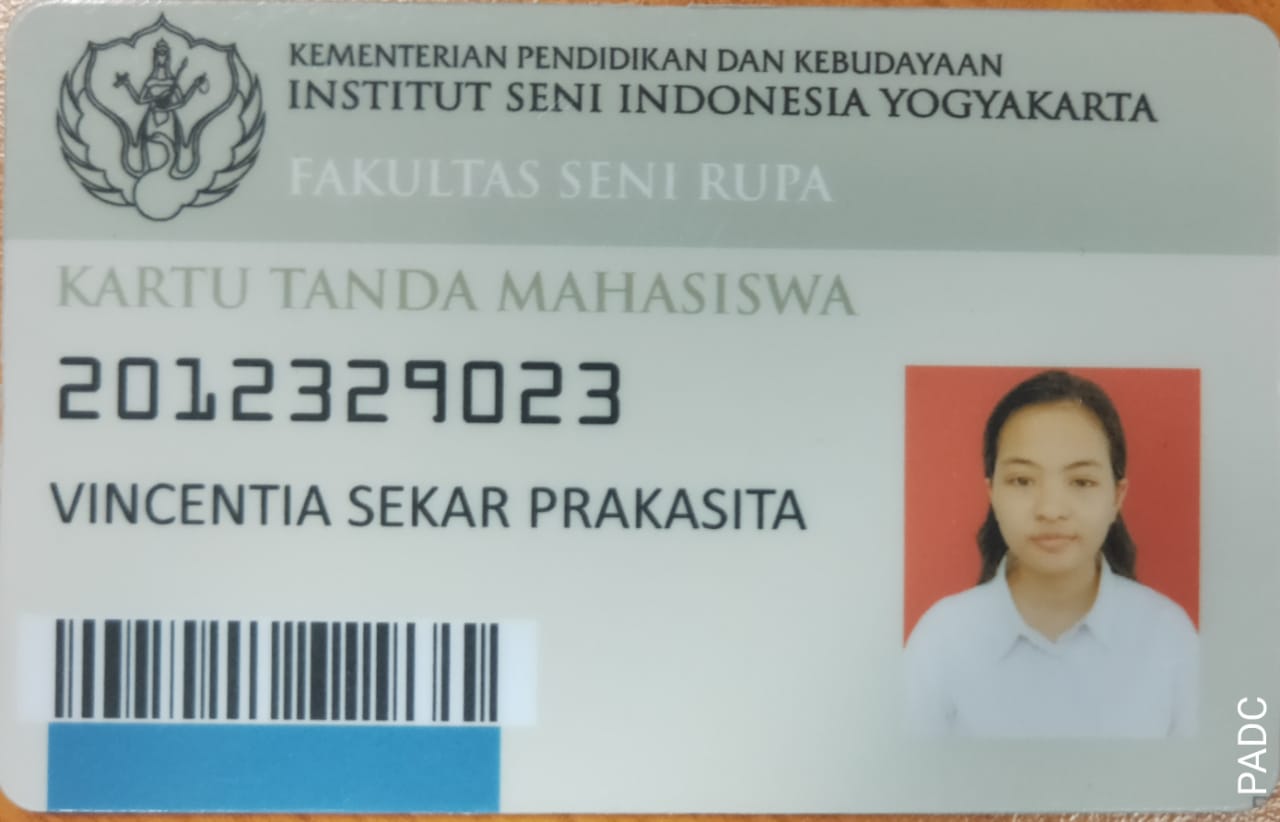 KEMENTERIAN PENDIDIKAN DAN KEBUDAYAAN
INSTITUT SENI INDONESIA YOGYAKARTA
FAKULTAS SENI RUPA
KARTU TANDA MAHASISWA
2012329023
VINCENTIA SEKAR PRAKASITA
PADC